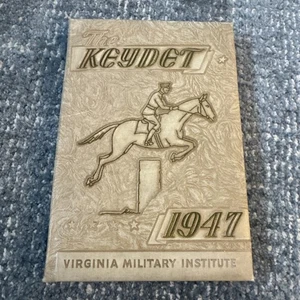 The
KEYDET
1947
VIRGINIA MILITARY INSTITUTE